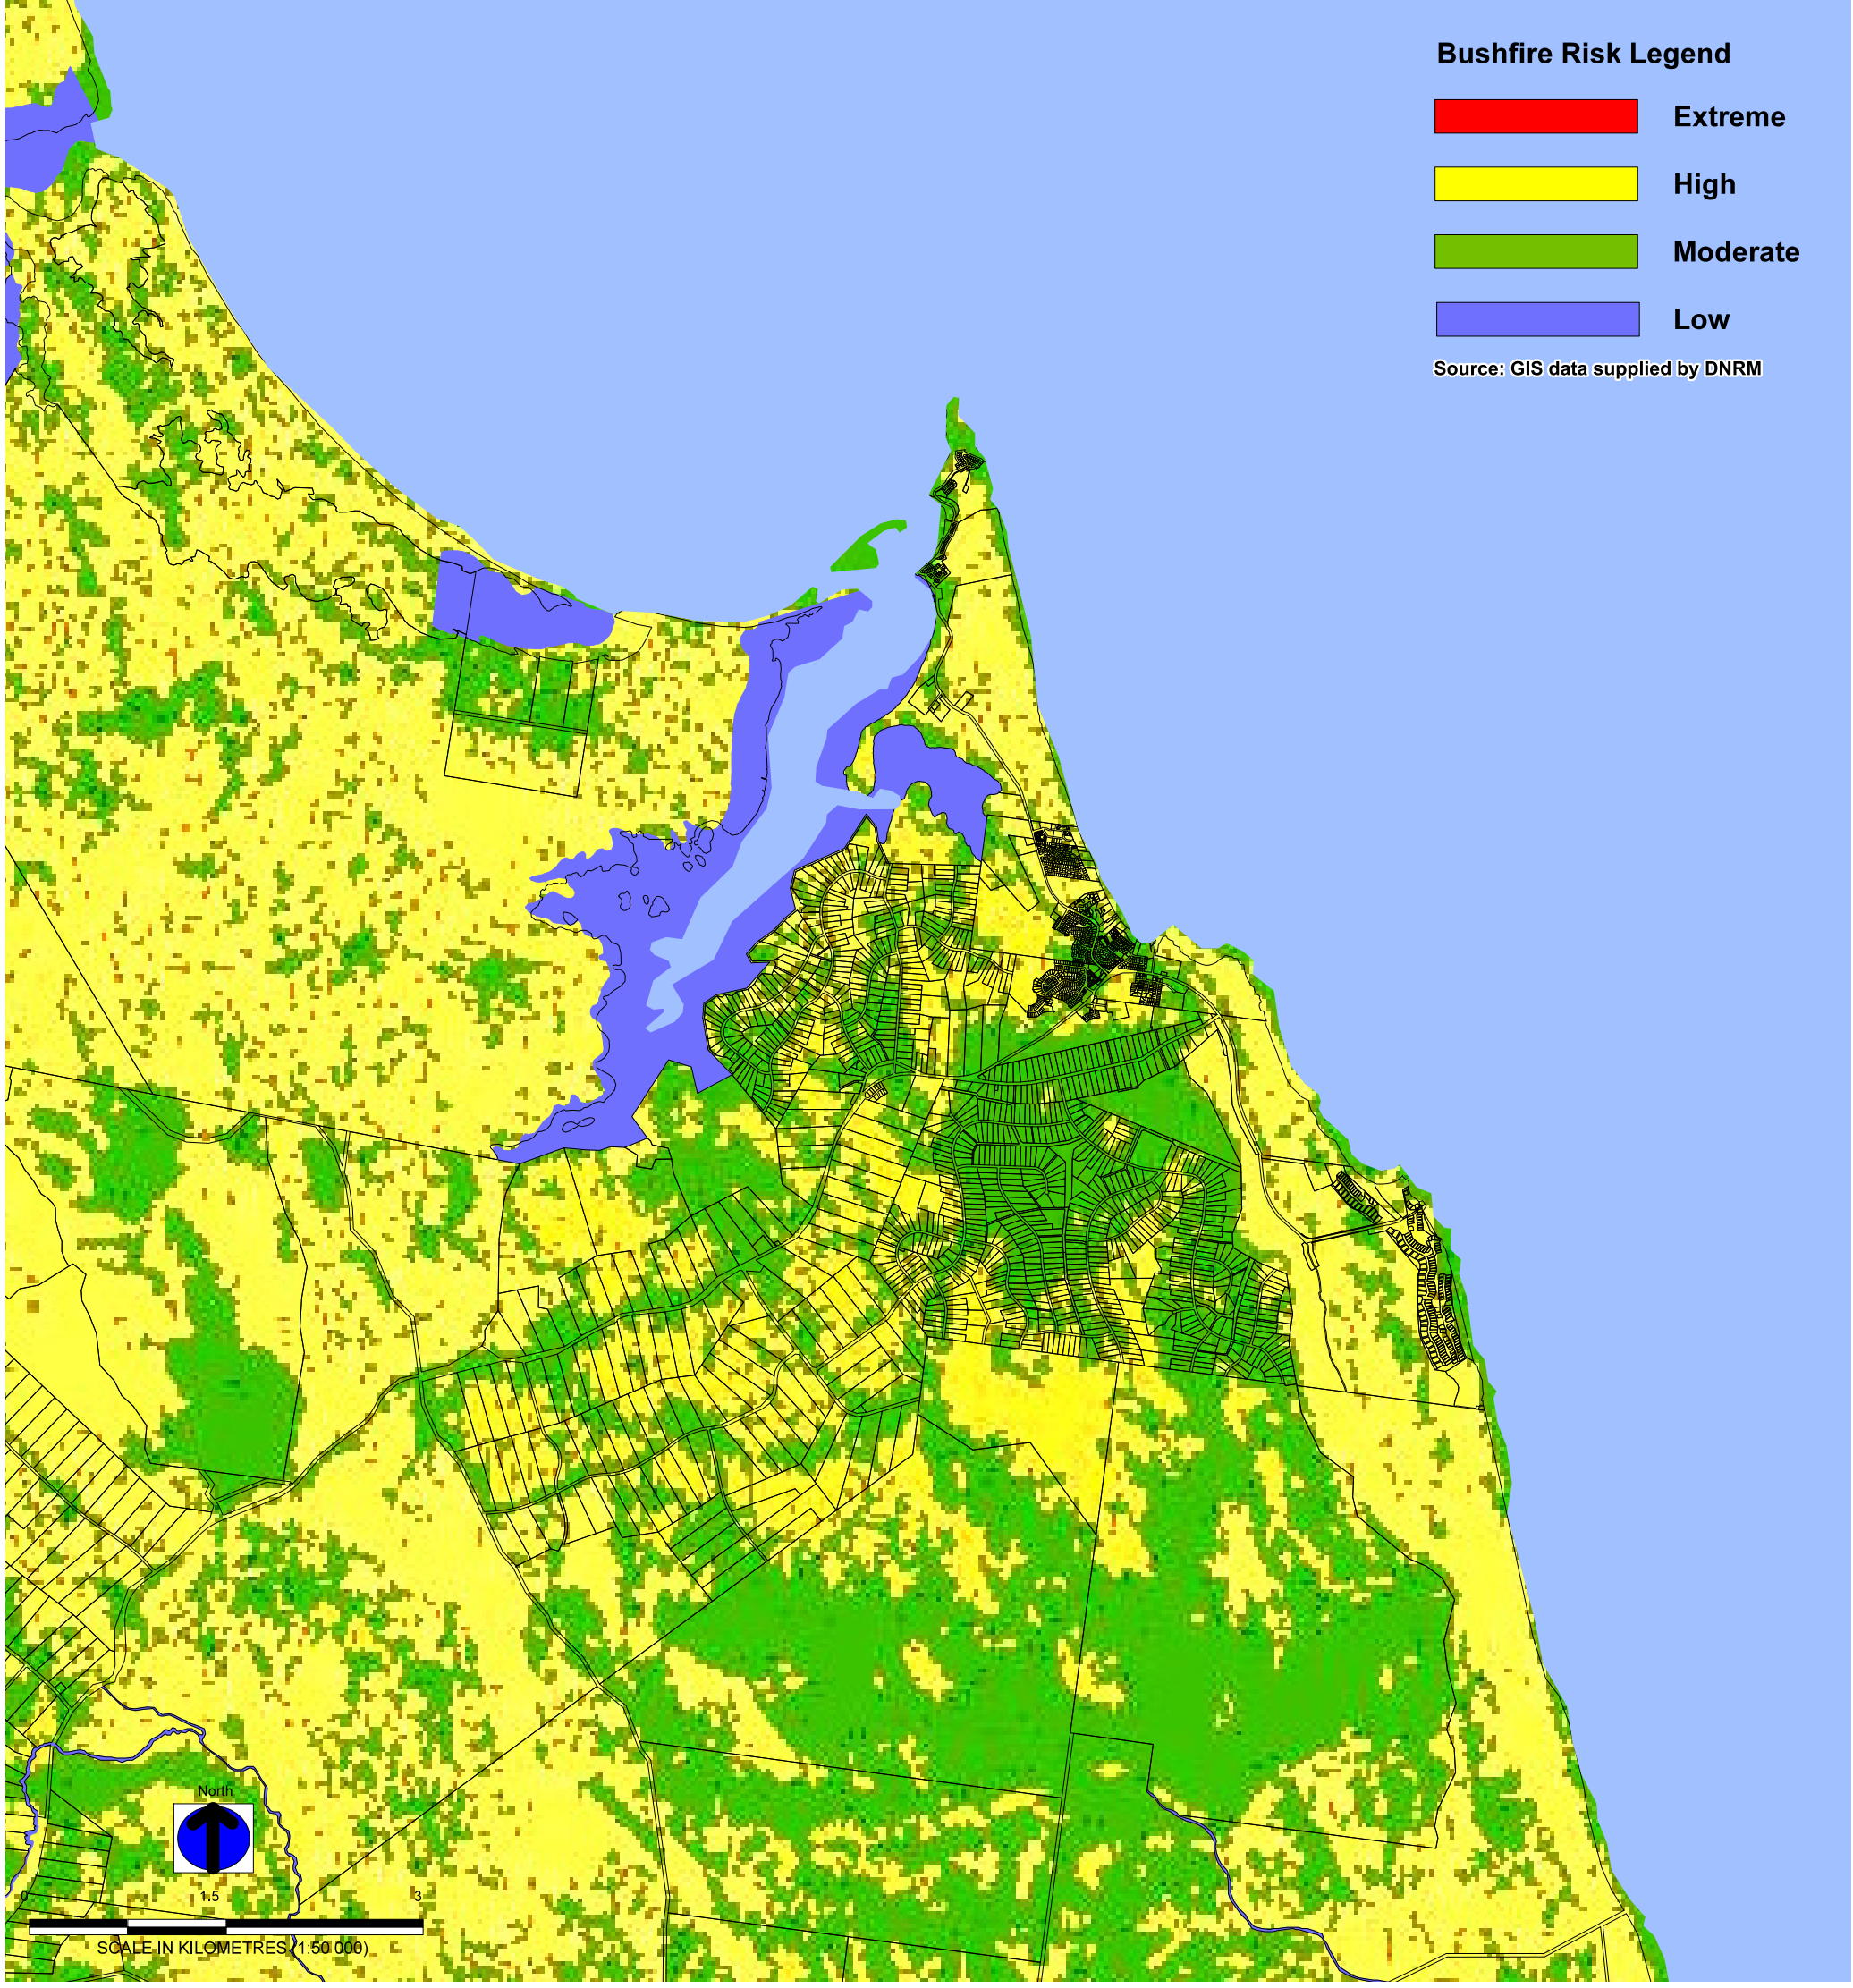 Bushfire Risk Legend
Extreme
High
Moderate
Low
Source: GIS data supplied by DNRM
North
0 1.5 3
SCALE IN KILOMETRES (1:50 000)